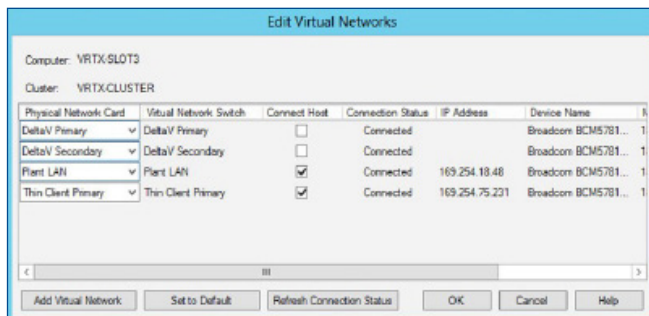 Edit Virtual Networks
Computer: VRTX-SLOT3
Cluster: VRTX-CLUSTER
Physical Network Card Virtual Network Switch Connect Host Connection Status IP Address Device Name
DeltaV Primary DeltaV Primary Connected Broadcom BCM5781...
DeltaV Secondary DeltaV Secondary Connected Broadcom BCM5781...
Plant LAN Plant LAN Connected 169.254.18.48 Broadcom BCM5781...
Thin Client Primary Thin Client Primary Connected 169.254.75.231 Broadcom BCM5781...
Add Virtual Network Set to Default Refresh Connection Status OK Cancel Help